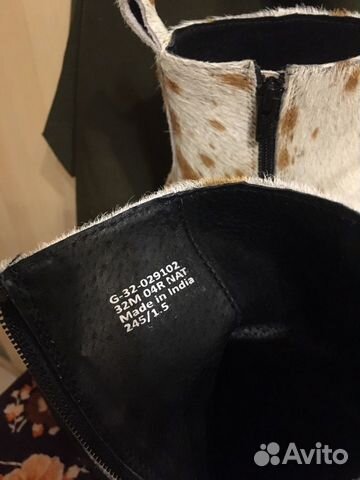 G-32-029102
32M 04R NAT
Made in India
245/1.5
Avito